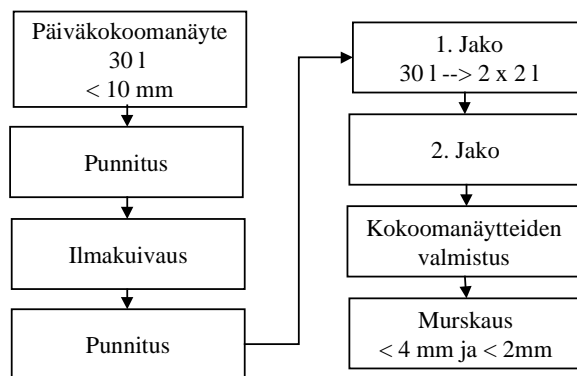 Päiväkokoomanäyte
30 l
< 10 mm
Punnitus
Ilmakuivaus
Punnitus
1. Jako
30 l --> 2 x 2 l
2. Jako
Kokoomanäytteiden
valmistus
Murskaus
< 4 mm ja < 2mm